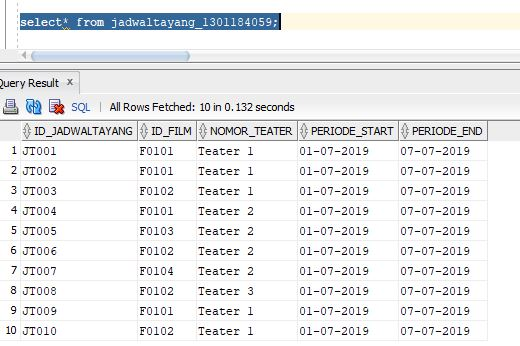 select* from jadwaltayang_1301184059;
Query Result x
SQL | All Rows Fetched: 10 in 0.132 seconds
ID_JADWALTAYANG ID_FILM NOMOR_TEATER PERIODE_START PERIODE_END
1 JT001 F0101 Teater 1 01-07-2019 07-07-2019
2 JT002 F0101 Teater 1 01-07-2019 07-07-2019
3 JT003 F0102 Teater 1 01-07-2019 07-07-2019
4 JT004 F0101 Teater 2 01-07-2019 07-07-2019
5 JT005 F0103 Teater 2 01-07-2019 07-07-2019
6 JT006 F0102 Teater 2 01-07-2019 07-07-2019
7 JT007 F0104 Teater 2 01-07-2019 07-07-2019
8 JT008 F0102 Teater 3 01-07-2019 07-07-2019
9 JT009 F0101 Teater 1 01-07-2019 07-07-2019
10 JT010 F0102 Teater 1 01-07-2019 07-07-2019